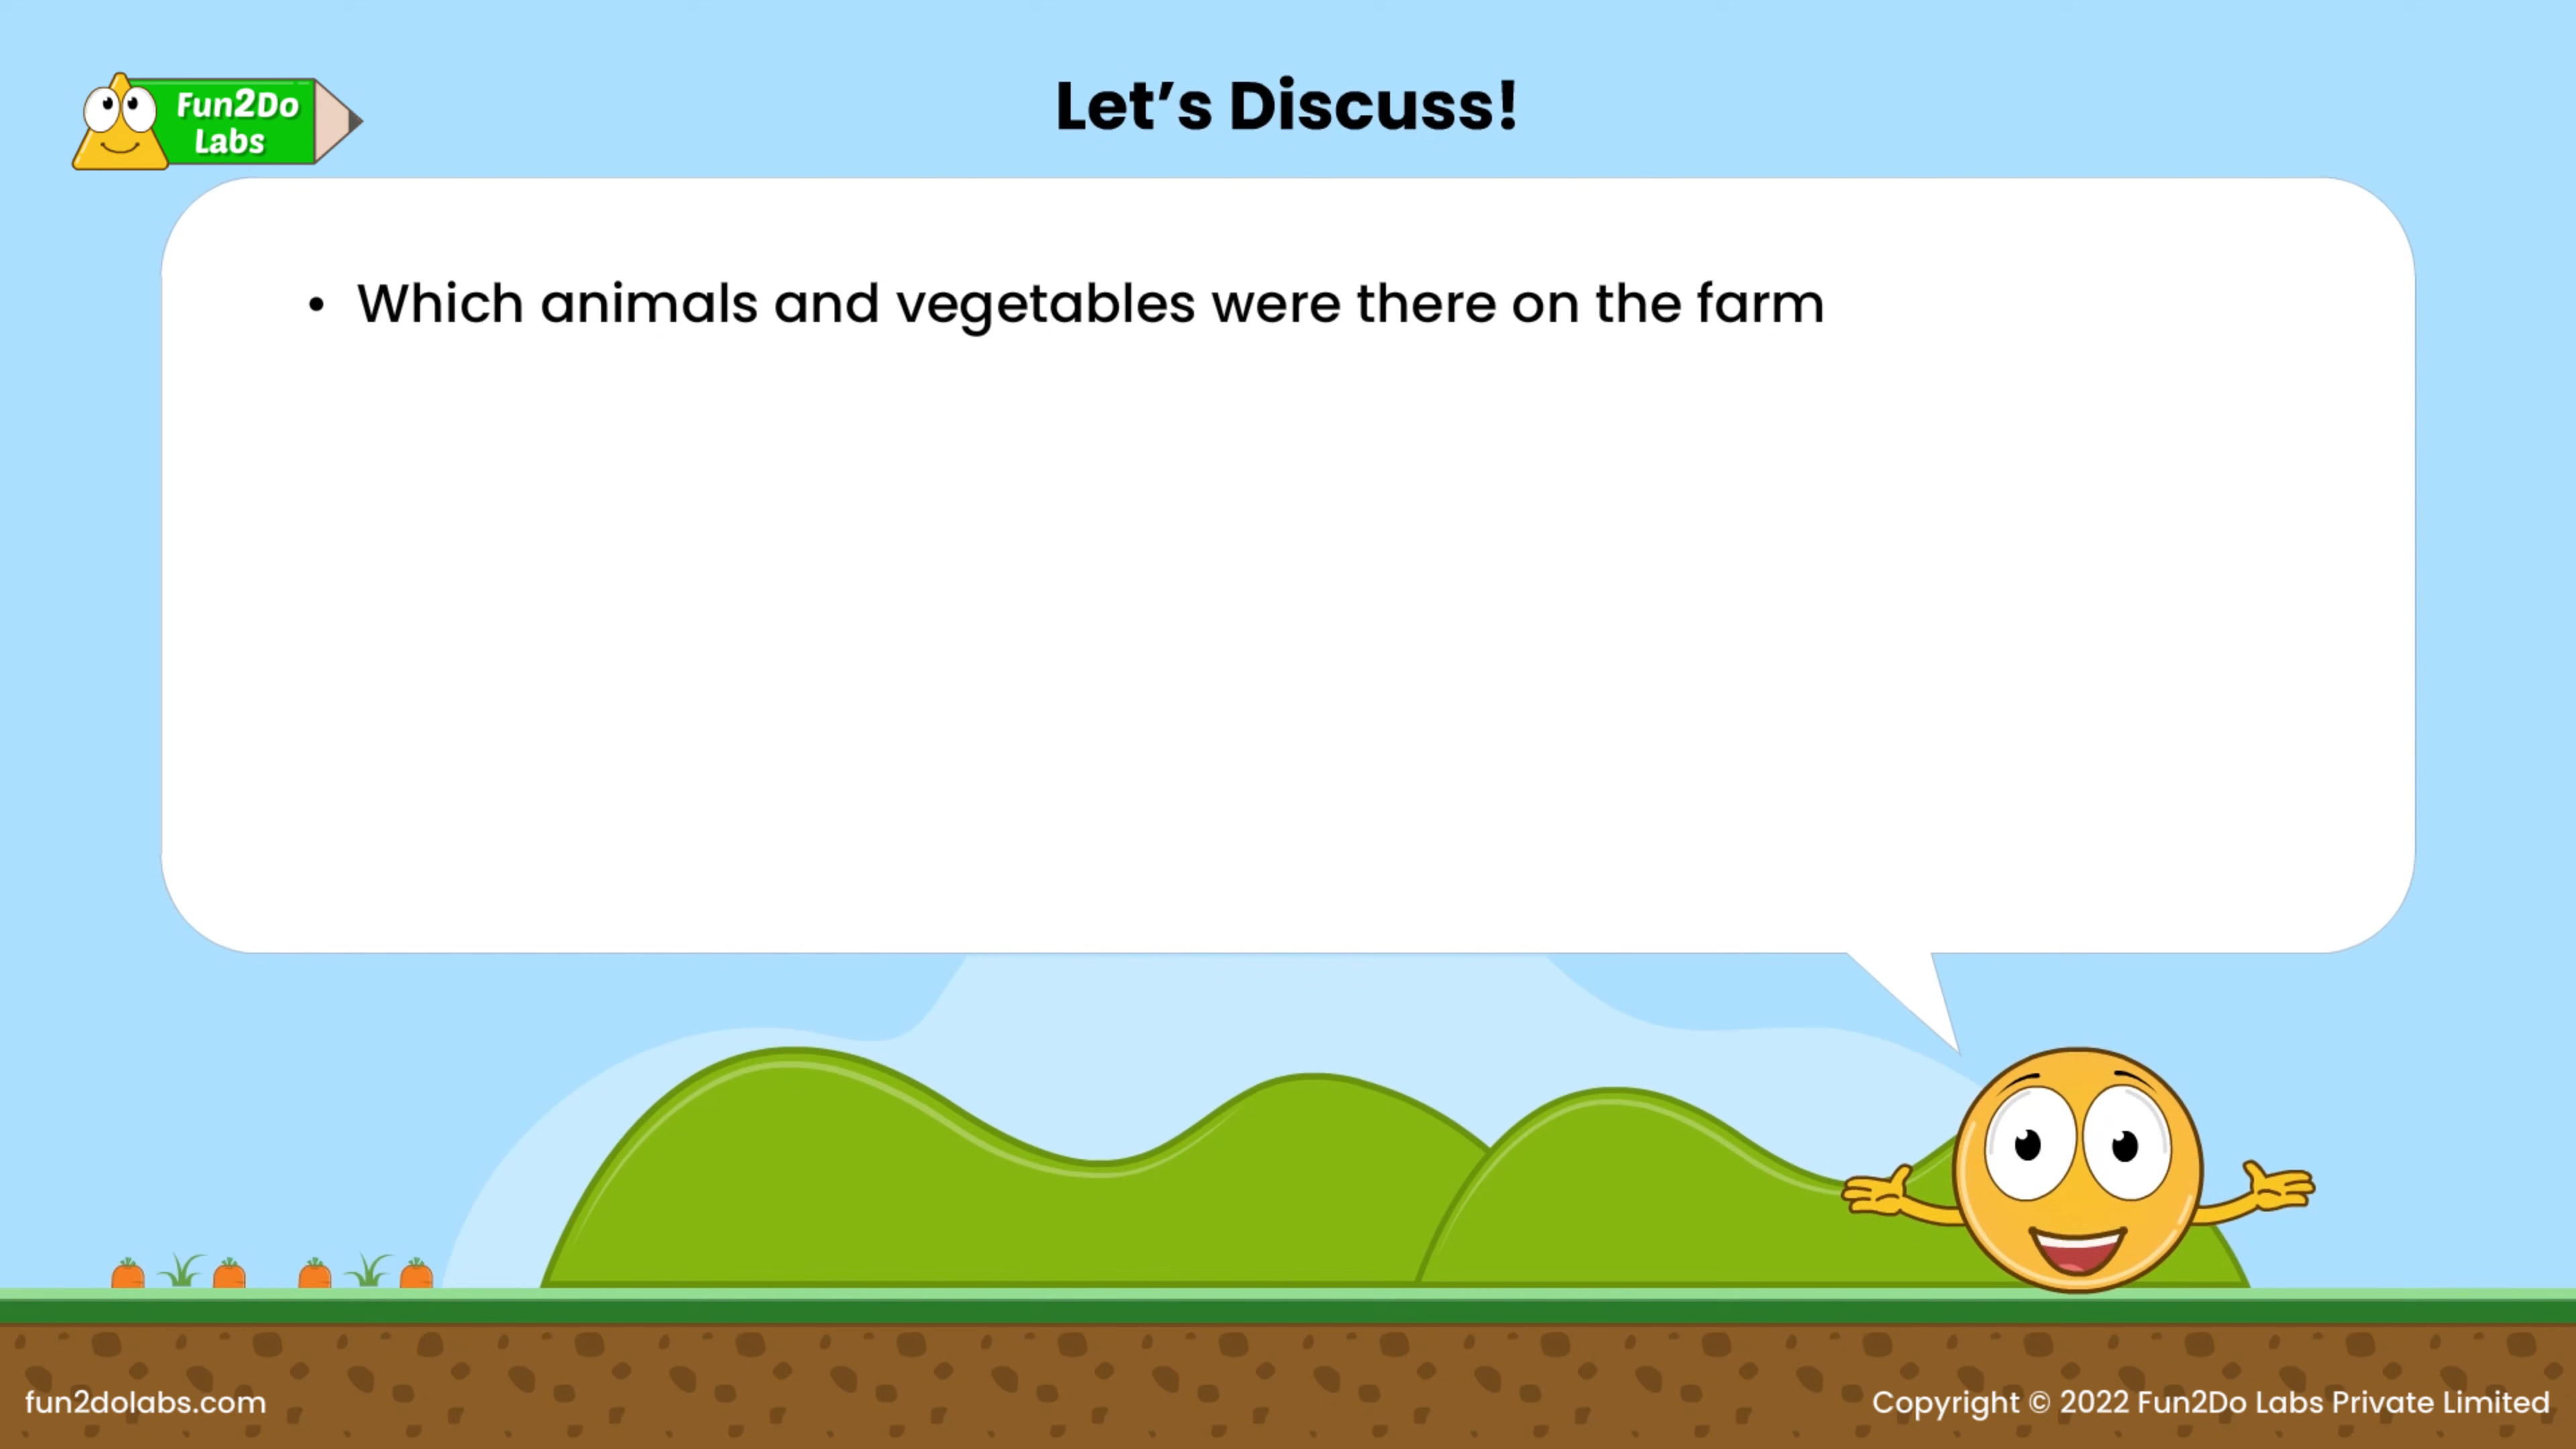 Fun2Do
Labs
Let’s Discuss!
• Which animals and vegetables were there on the farm
fun2dolabs.com
Copyright © 2022 Fun2Do Labs Private Limited